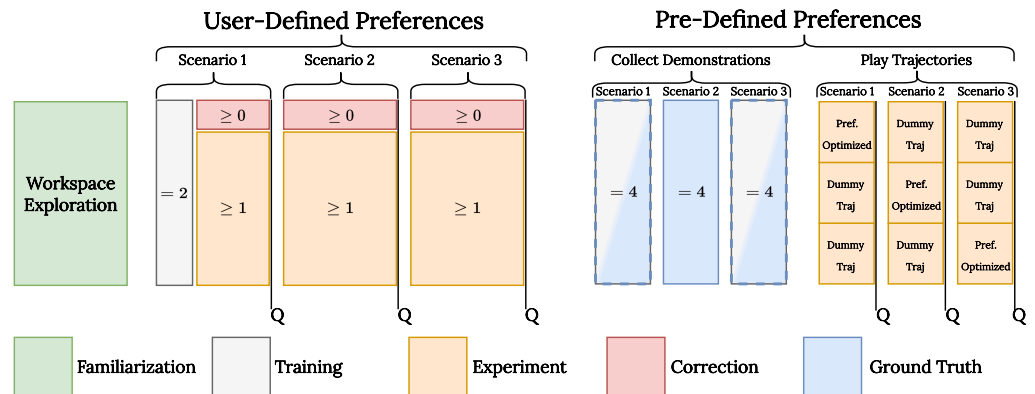 User-Defined Preferences
Pre-Defined Preferences
Scenario 1
Scenario 2
Scenario 3
Collect Demonstrations
Play Trajectories
Scenario 1
Scenario 2
Scenario 3
Scenario 1
Scenario 2
Scenario 3
Workspace
Exploration
= 2
≥ 0
≥ 1
≥ 0
≥ 1
≥ 0
≥ 1
= 4
= 4
= 4
Pref.
Optimized
Dummy
Traj
Dummy
Traj
Dummy
Traj
Pref.
Optimized
Dummy
Traj
Dummy
Traj
Dummy
Traj
Pref.
Optimized
Q
Q
Q
Q
Q
Q
Familiarization
Training
Experiment
Correction
Ground Truth